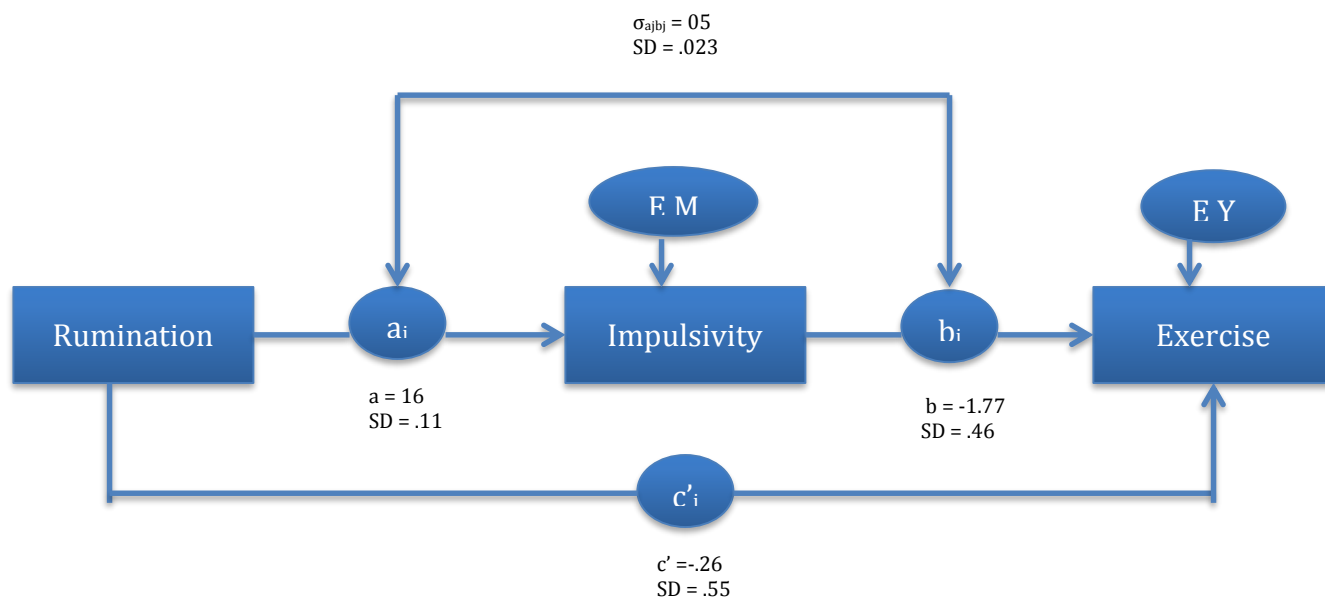 σajbj = 05
SD = .023
E M
E Y
Rumination
ai
Impulsivity
bi
Exercise
a = 16
SD = .11
b = -1.77
SD = .46
c’i
c’ =-.26
SD = .55